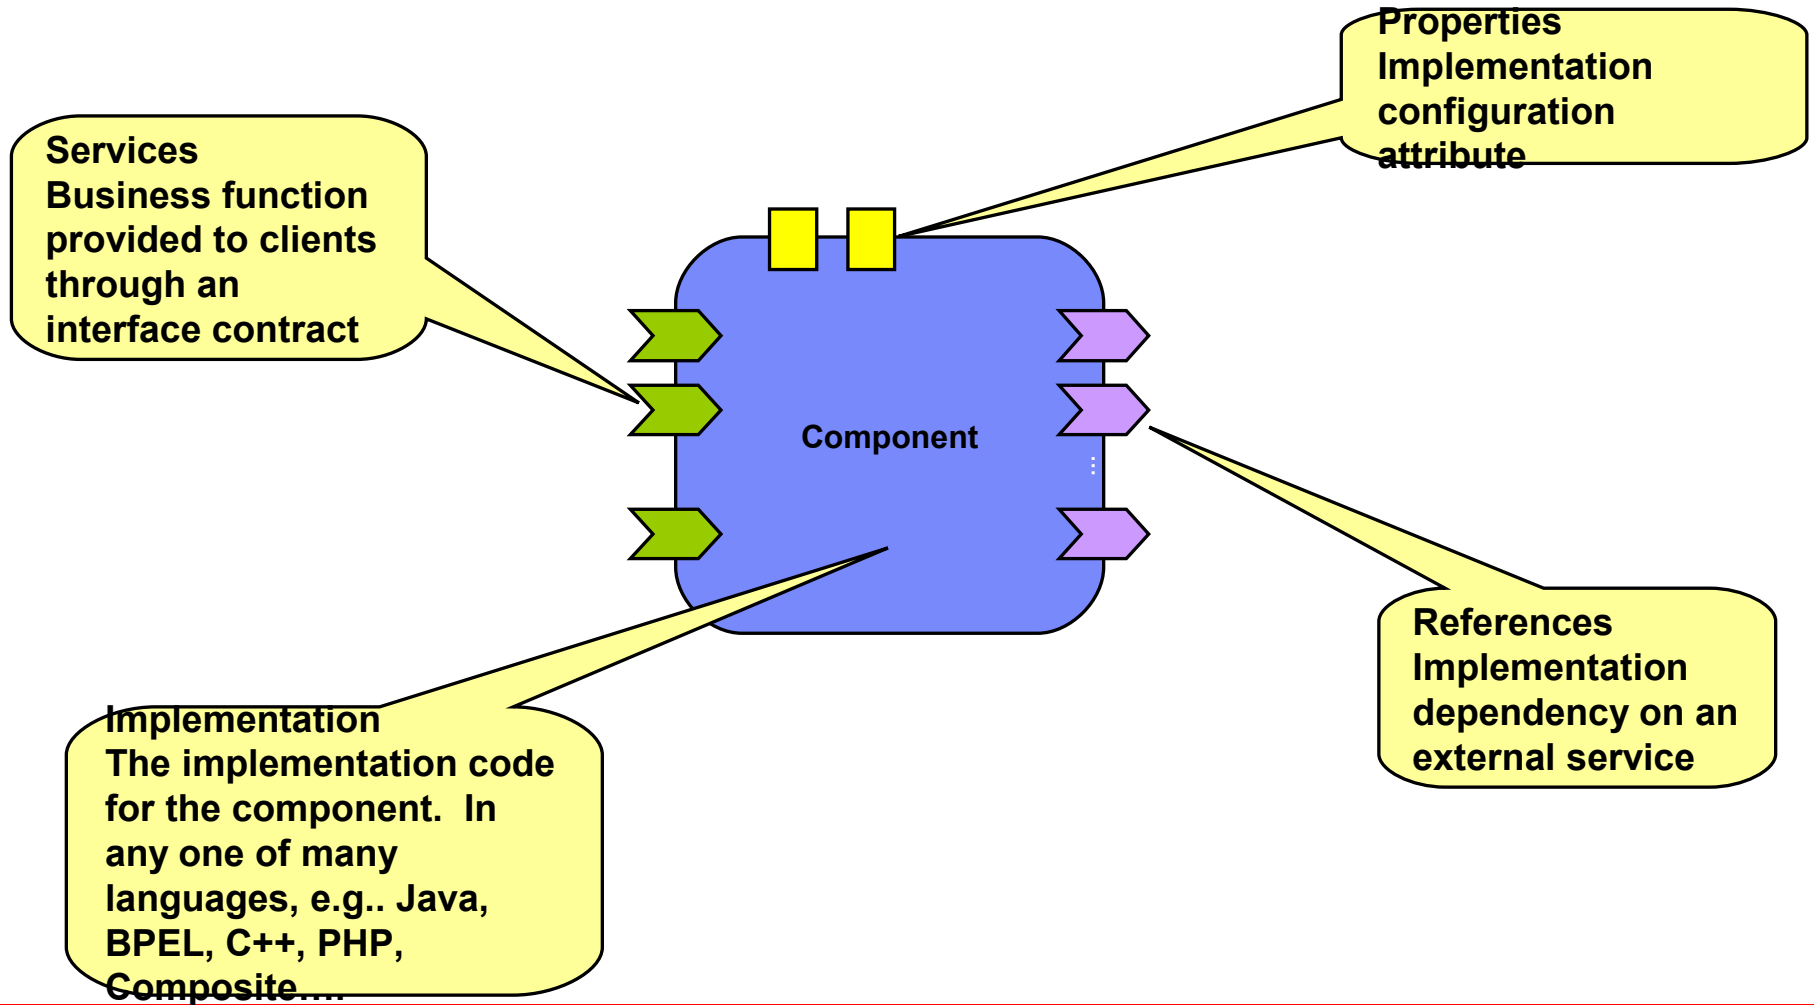 Properties
Implementation
configuration
attribute
Services
Business function
provided to clients
through an
interface contract
Component
...
References
Implementation
dependency on an
external service
Implementation
The implementation code
for the component.  In
any one of many
languages, e.g.. Java,
BPEL, C++, PHP,
Composite....